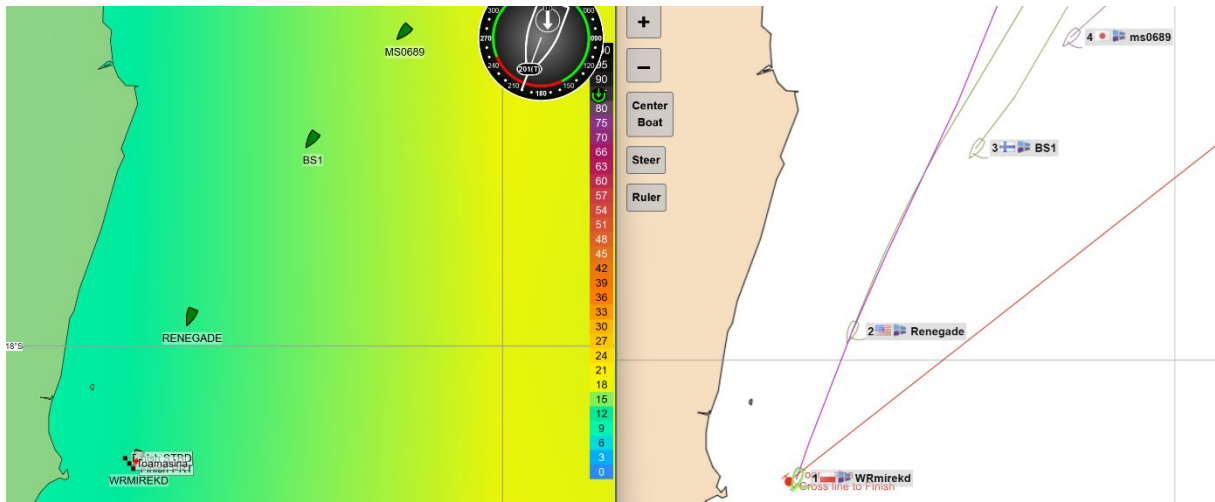 MS0689
BS1
RENEGADE
18°S
Toamasina
WRMIREKD
300
060
270
090
240
120
210
150
180
201(T)
95
90
80
75
70
66
63
60
57
54
51
48
45
42
39
36
33
30
27
24
21
18
15
12
9
6
3
0
+
−
Center
Boat
Steer
Ruler
4 ms0689
3 BS1
2 Renegade
1 WRmirekd
Cross line to Finish